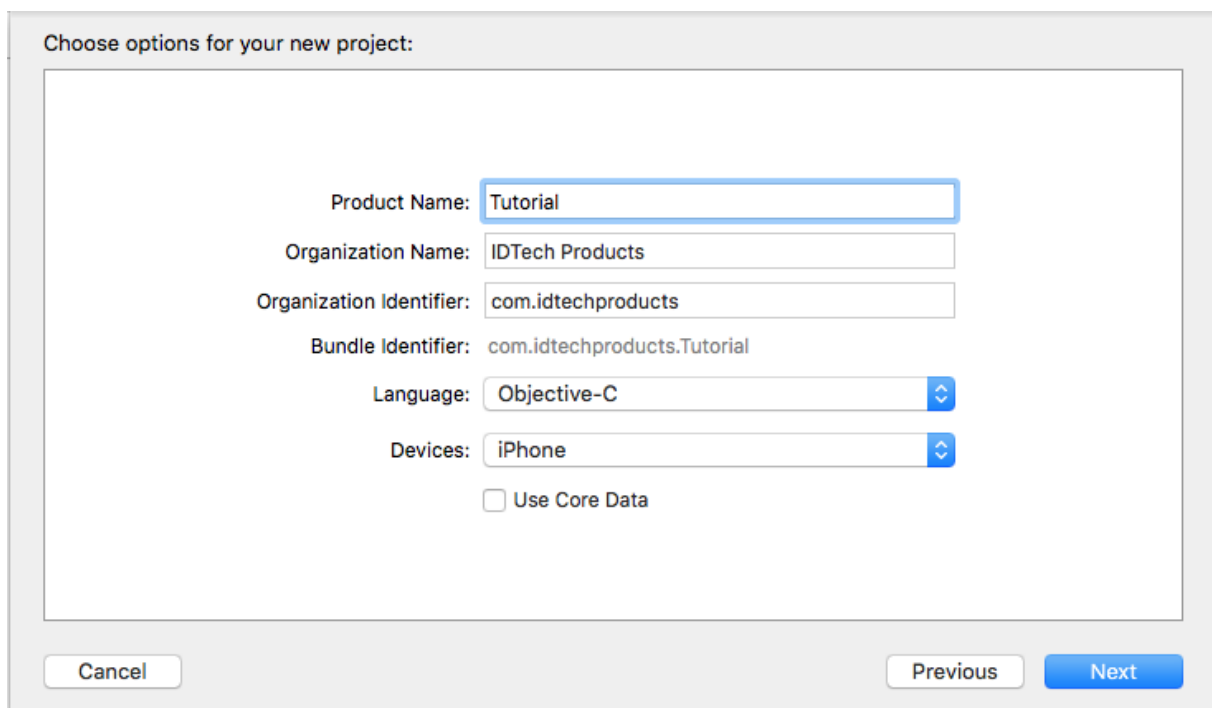 Choose options for your new project:
Product Name: Tutorial
Organization Name: IDTech Products
Organization Identifier: com.idtechproducts
Bundle Identifier: com.idtechproducts.Tutorial
Language: Objective-C
Devices: iPhone
Use Core Data
Cancel Previous Next